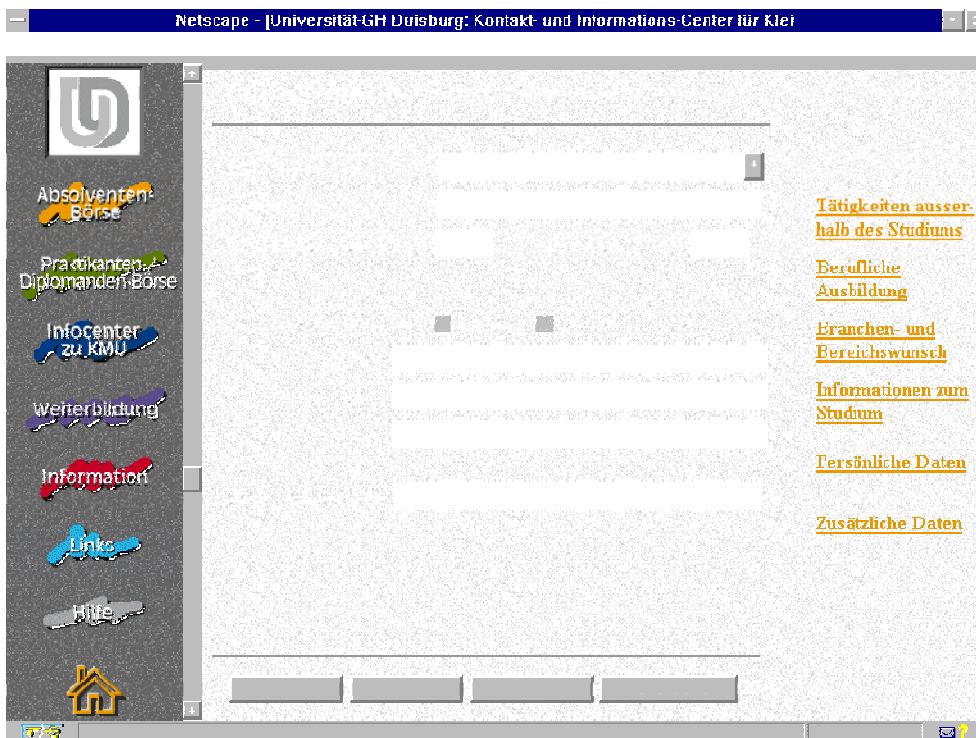 Netscape - [Universität-GH Duisburg: Kontakt- und Informations-Center für Klei
Absolventen-
Börse
Praktikanten- /
Diplomanden-Börse
Infocenter
zu KMU
Weiterbildung
Information
Links
Hilfe
Tätigkeiten ausser-
halb des Studiums
Berufliche
Ausbildung
Branchen- und
Bereichswunsch
Informationen zum
Studium
Persönliche Daten
Zusätzliche Daten